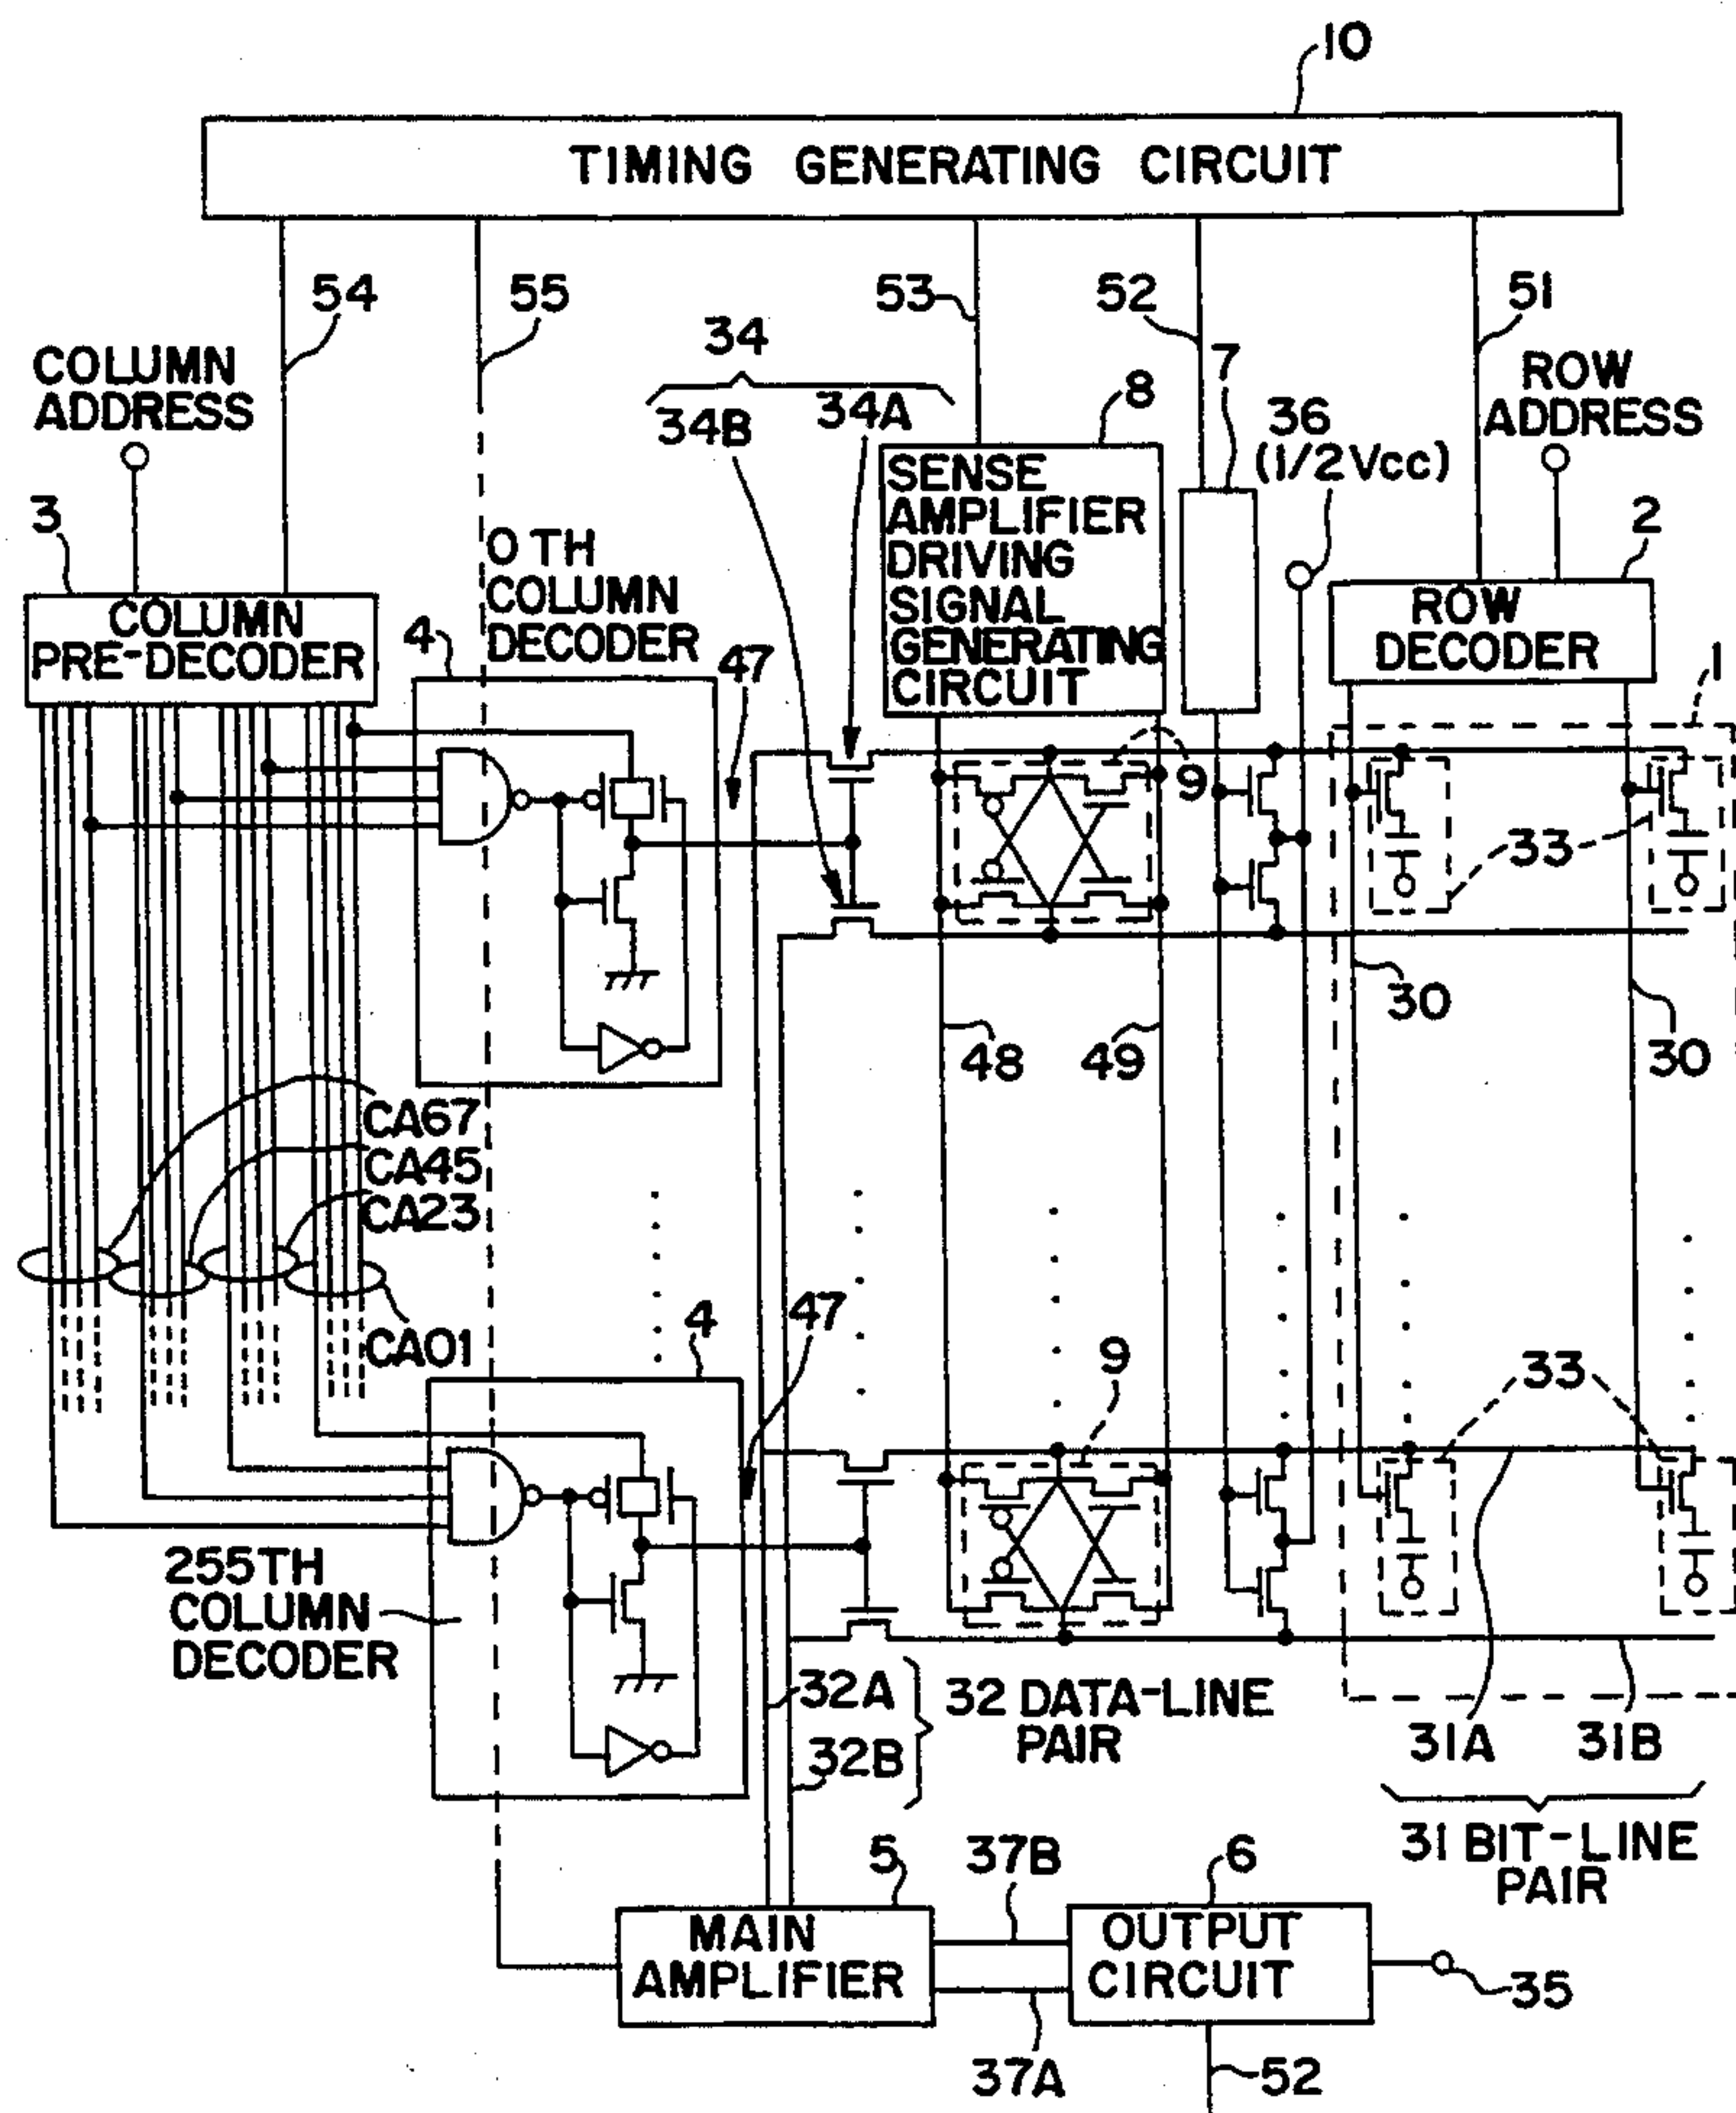 10
TIMING GENERATING CIRCUIT
54
55
53
52
51
34
7
COLUMN
ADDRESS
34B
34A
8
36
(1/2Vcc)
ROW
ADDRESS
3
0 TH
COLUMN
DECODER
SENSE
AMPLIFIER
DRIVING
SIGNAL
GENERATING
CIRCUIT
2
COLUMN
PRE-DECODER
4
47
ROW
DECODER
1
9
33
30
48
49
30
CA67
CA45
CA23
CA01
4
47
9
33
255TH
COLUMN
DECODER
32A
32B
32 DATA-LINE
PAIR
31A
31B
31 BIT-LINE
PAIR
5
37B
6
MAIN
AMPLIFIER
OUTPUT
CIRCUIT
35
37A
52